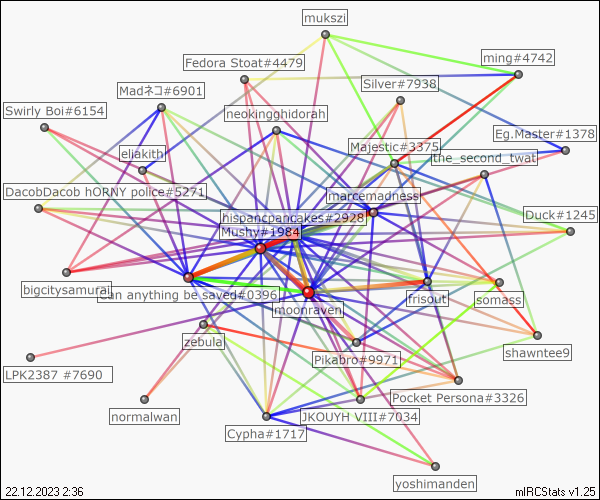 mukszi
Fedora Stoat#4479
ming#4742
Madネコ#6901
Silver#7938
Swirly Boi#6154
neokingghidorah
Eg.Master#1378
eliakith
Majestic#3375
the_second_twat
DacobDacob hORNY police#5271
marcemadness
hispancpancakes#2928
Duck#1245
Mushy#1984
bigcitysamurai
Can anything be saved#0396
frisout
somass
moonraven
zebula
Pikabro#9971
shawntee9
LPK2387 #7690
Pocket Persona#3326
normalwan
JKOUYH VIII#7034
Cypha#1717
yoshimanden
22.12.2023 2:36
mIRCStats v1.25